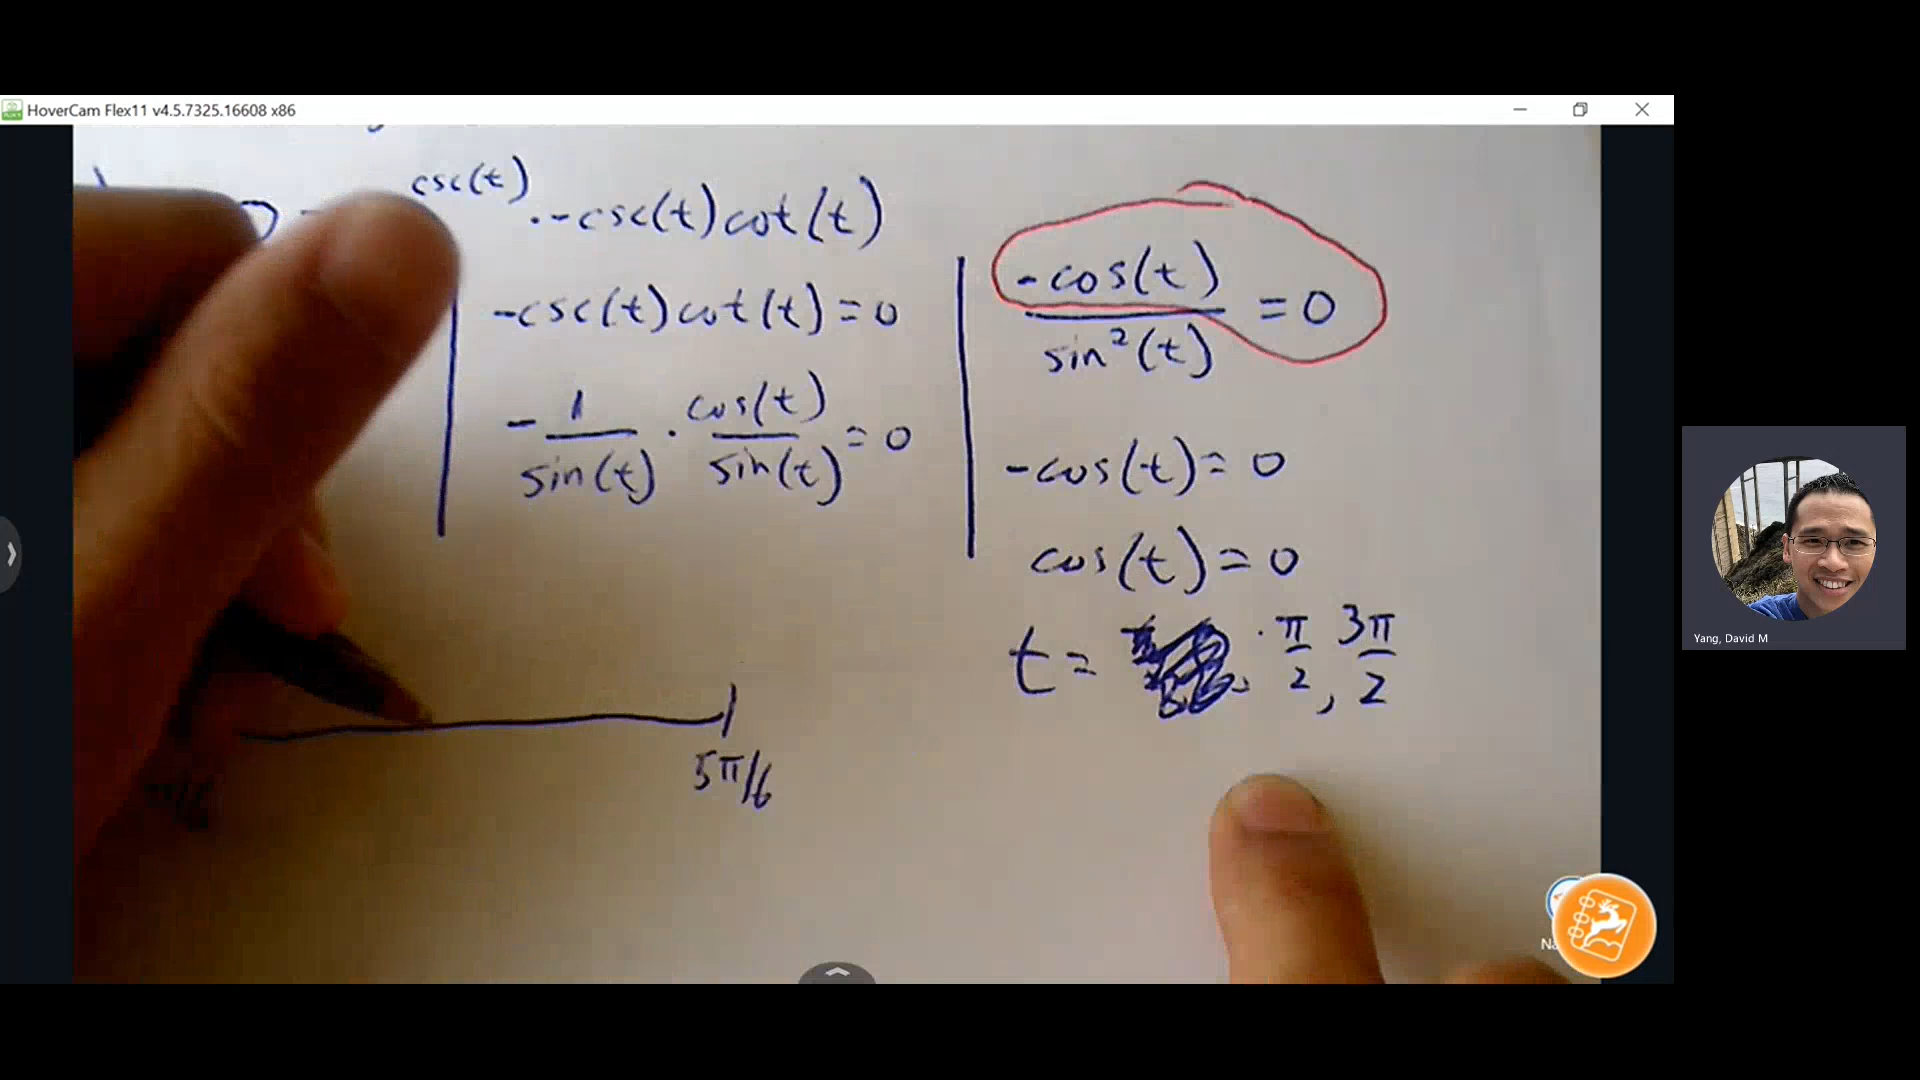 HoverCam Flex11 v4.5.7325.16608 x86
csc(t)
·-csc(t)cot(t)
-csc(t)cot(t)=0
-1/sin(t) · cos(t)/sin(t) = 0
5π/6
-cos(t)/sin²(t) = 0
-cos(t)=0
cos(t)=0
t= π/2, 3π/2
Yang, David M